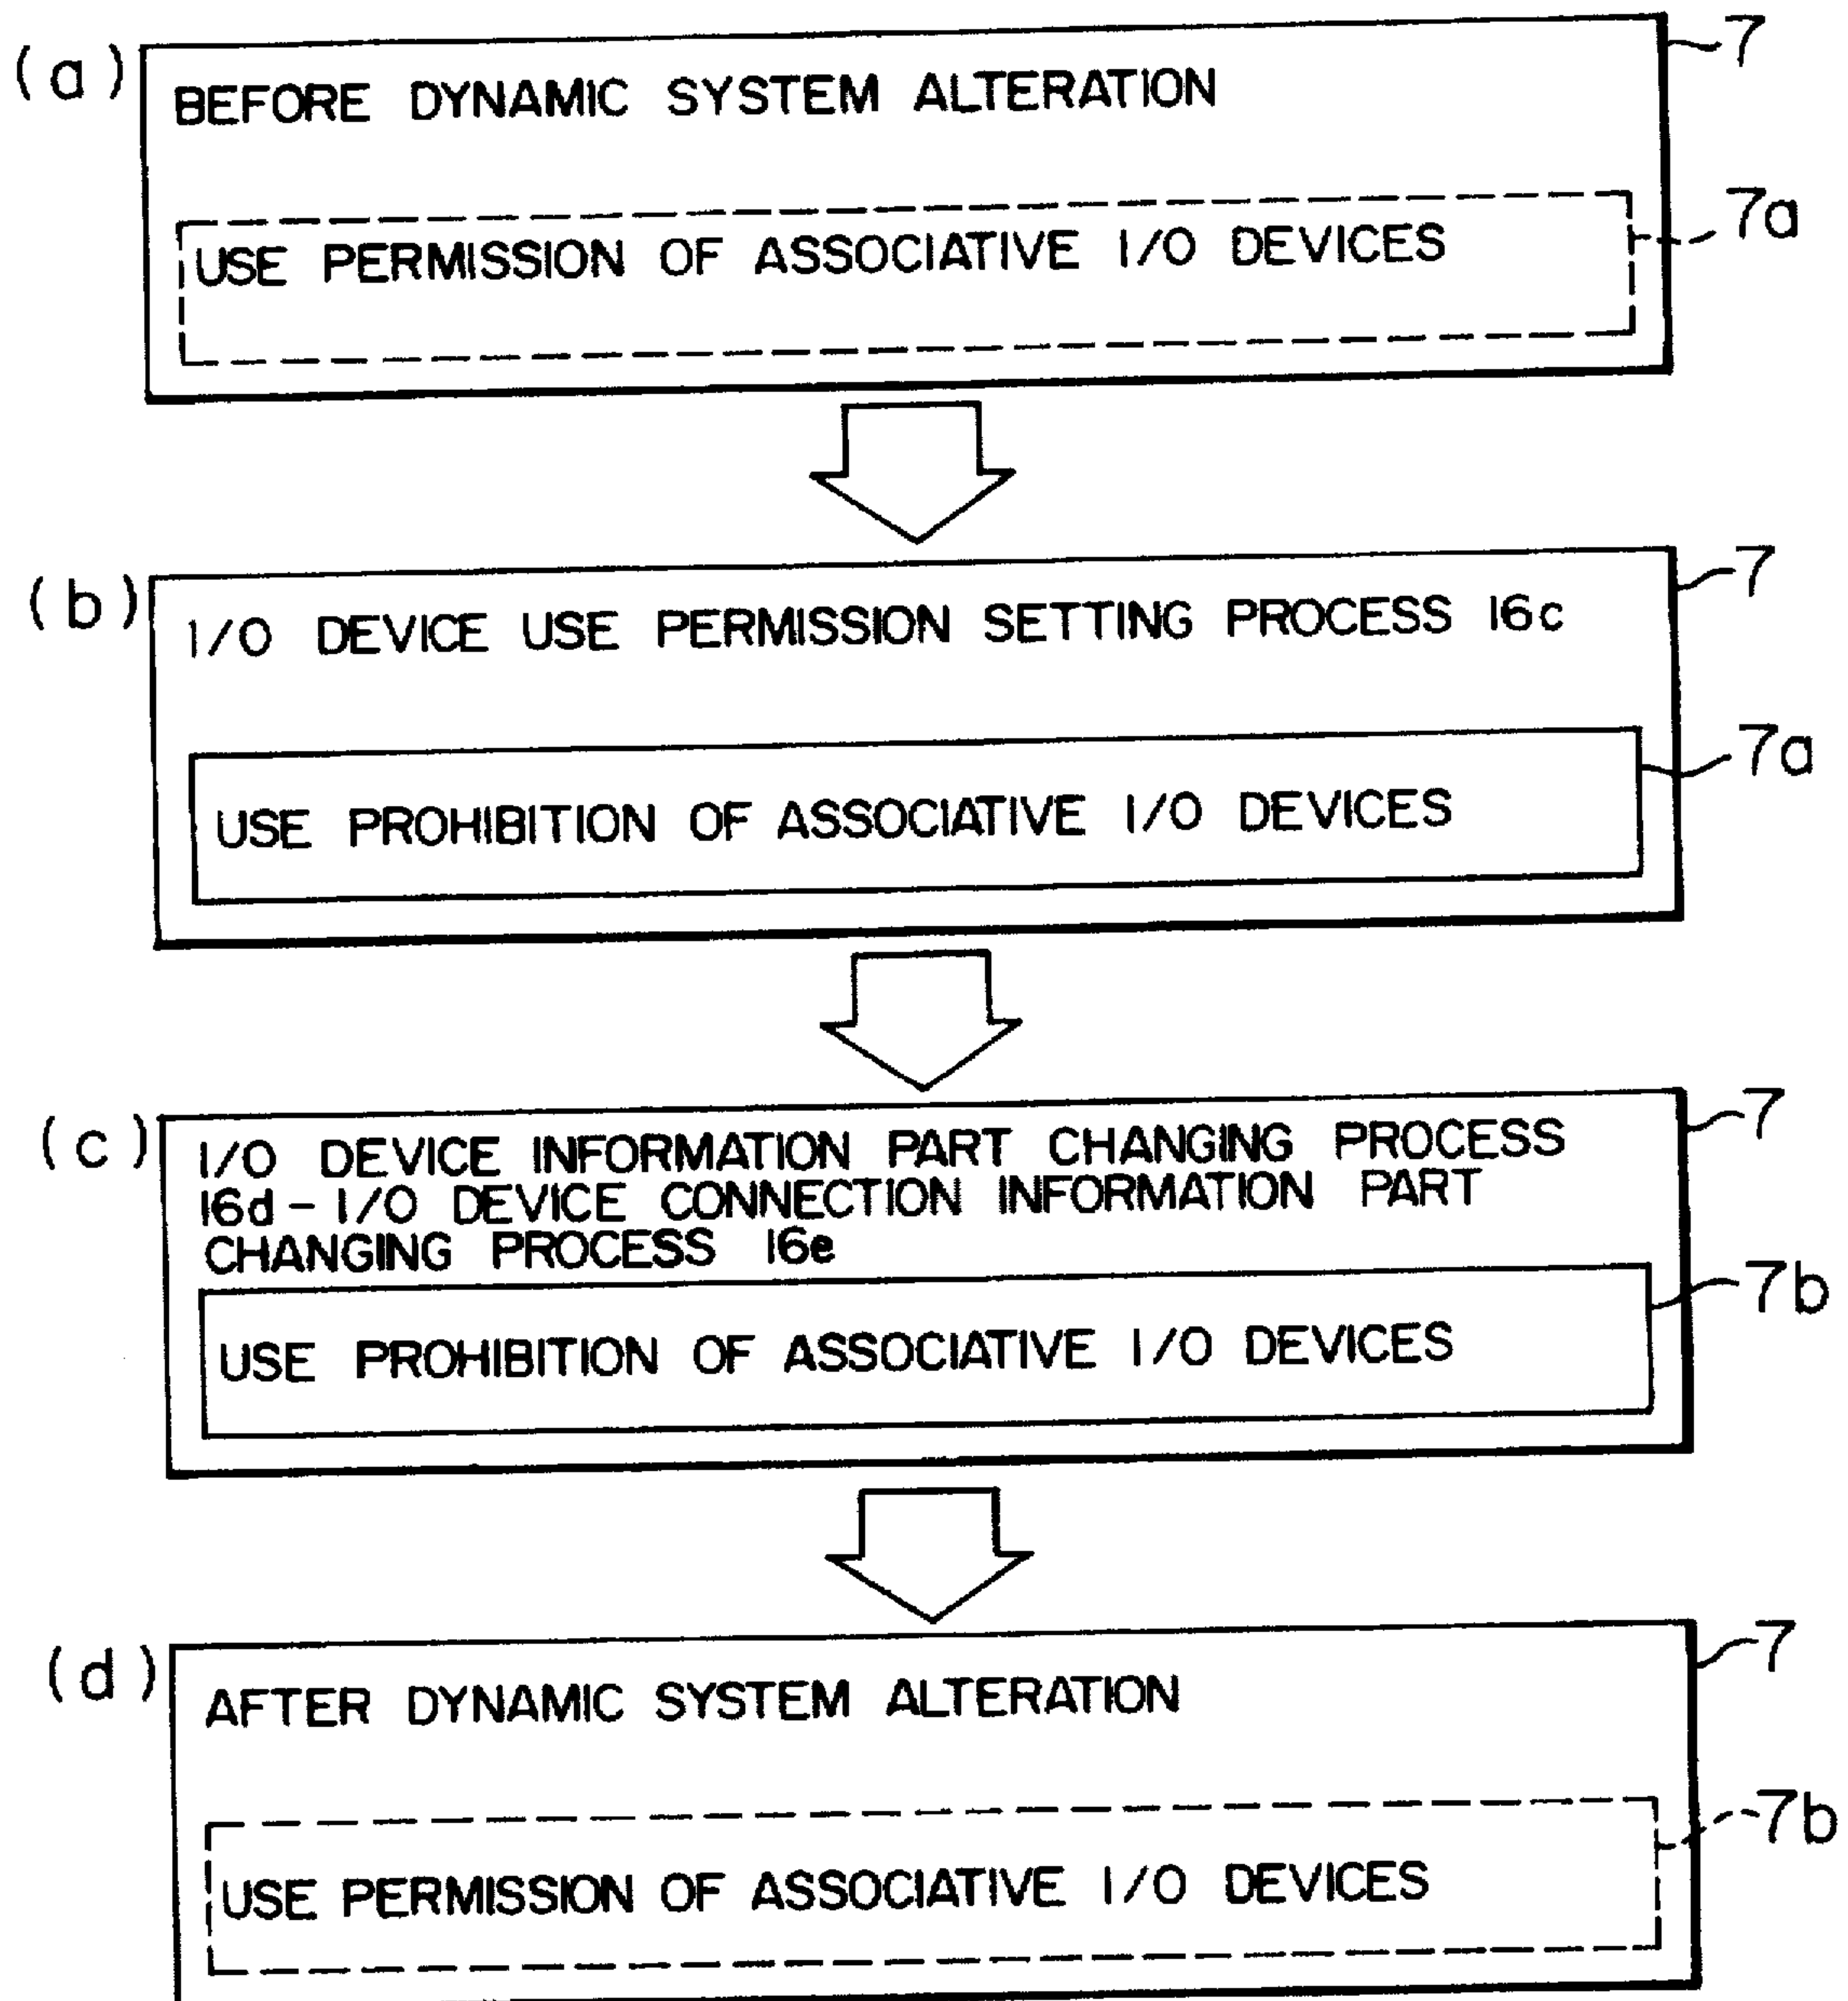 (a)
7
BEFORE DYNAMIC SYSTEM ALTERATION
7a
USE PERMISSION OF ASSOCIATIVE I/O DEVICES
(b)
7
I/O DEVICE USE PERMISSION SETTING PROCESS 16c
7a
USE PROHIBITION OF ASSOCIATIVE I/O DEVICES
(c)
7
I/O DEVICE INFORMATION PART CHANGING PROCESS
16d - I/O DEVICE CONNECTION INFORMATION PART
CHANGING PROCESS 16e
7b
USE PROHIBITION OF ASSOCIATIVE I/O DEVICES
(d)
7
AFTER DYNAMIC SYSTEM ALTERATION
7b
USE PERMISSION OF ASSOCIATIVE I/O DEVICES